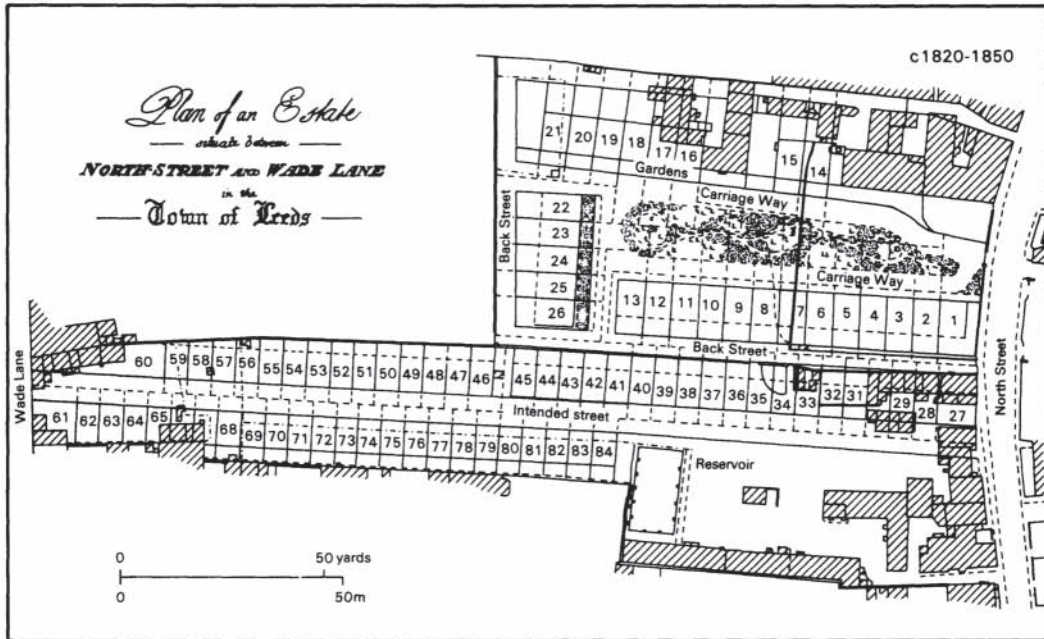 c1820-1850
Plan of an Estate
situate between
NORTH-STREET AND WADE LANE
in the
Town of Leeds
21 20 19 18 17 16 15 14
Gardens
Carriage Way
Back Street
22
23
24
25
26
Carriage Way
13 12 11 10 9 8 7 6 5 4 3 2 1
Back Street
North Street
Wade Lane
60 59 58 57 56 55 54 53 52 51 50 49 48 47 46 45 44 43 42 41 40 39 38 37 36 35 34 33 32 31 29 28 27
Intended street
61 62 63 64 65 68 69 70 71 72 73 74 75 76 77 78 79 80 81 82 83 84
Reservoir
0 50 yards
0 50m